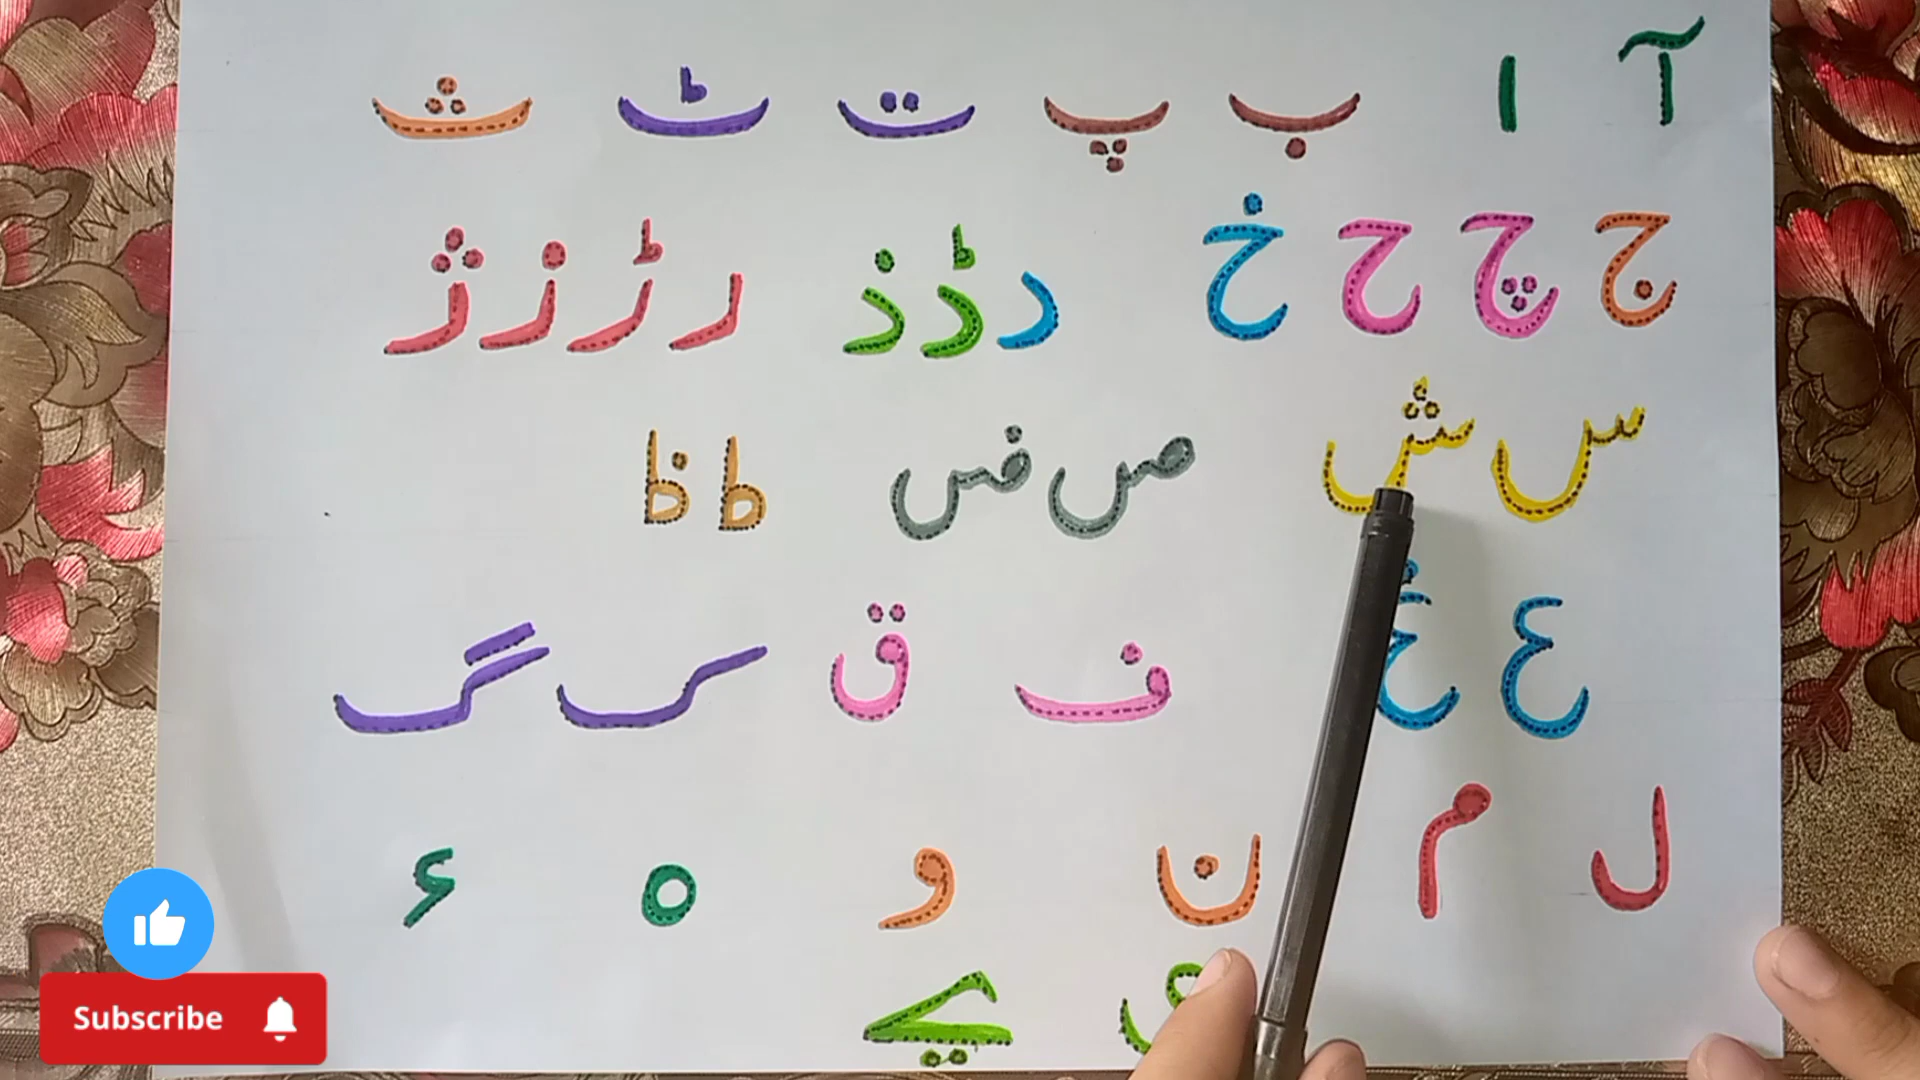 آ ا ب پ ت ٹ ث
ج چ ح خ د ڈ ذ ر ڑ ز ژ
س ش ص ض ط ظ
ع غ ف ق ک گ
ل م ن و ہ ء
ی ے
Subscribe